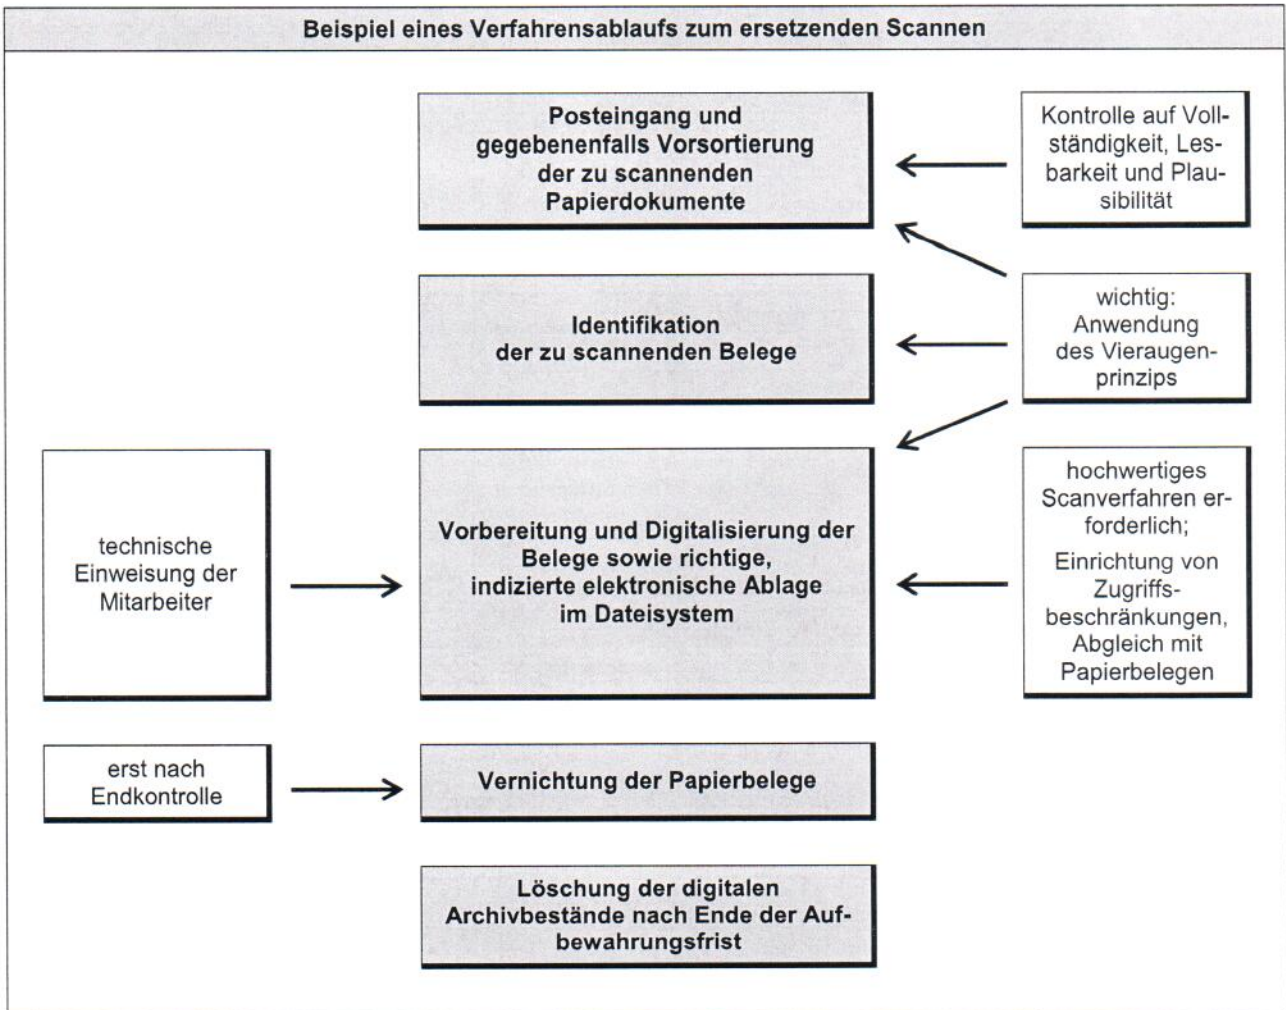 Beispiel eines Verfahrensablaufs zum ersetzenden Scannen
Posteingang und
gegebenenfalls Vorsortierung
der zu scannenden
Papierdokumente
Kontrolle auf Voll-
ständigkeit, Les-
barkeit und Plau-
sibilität
Identifikation
der zu scannenden Belege
wichtig:
Anwendung
des Vieraugen-
prinzips
technische
Einweisung der
Mitarbeiter
Vorbereitung und Digitalisierung der
Belege sowie richtige,
indizierte elektronische Ablage
im Dateisystem
hochwertiges
Scanverfahren er-
forderlich;
Einrichtung von
Zugriffs-
beschränkungen,
Abgleich mit
Papierbelegen
erst nach
Endkontrolle
Vernichtung der Papierbelege
Löschung der digitalen
Archivbestände nach Ende der Auf-
bewahrungsfrist